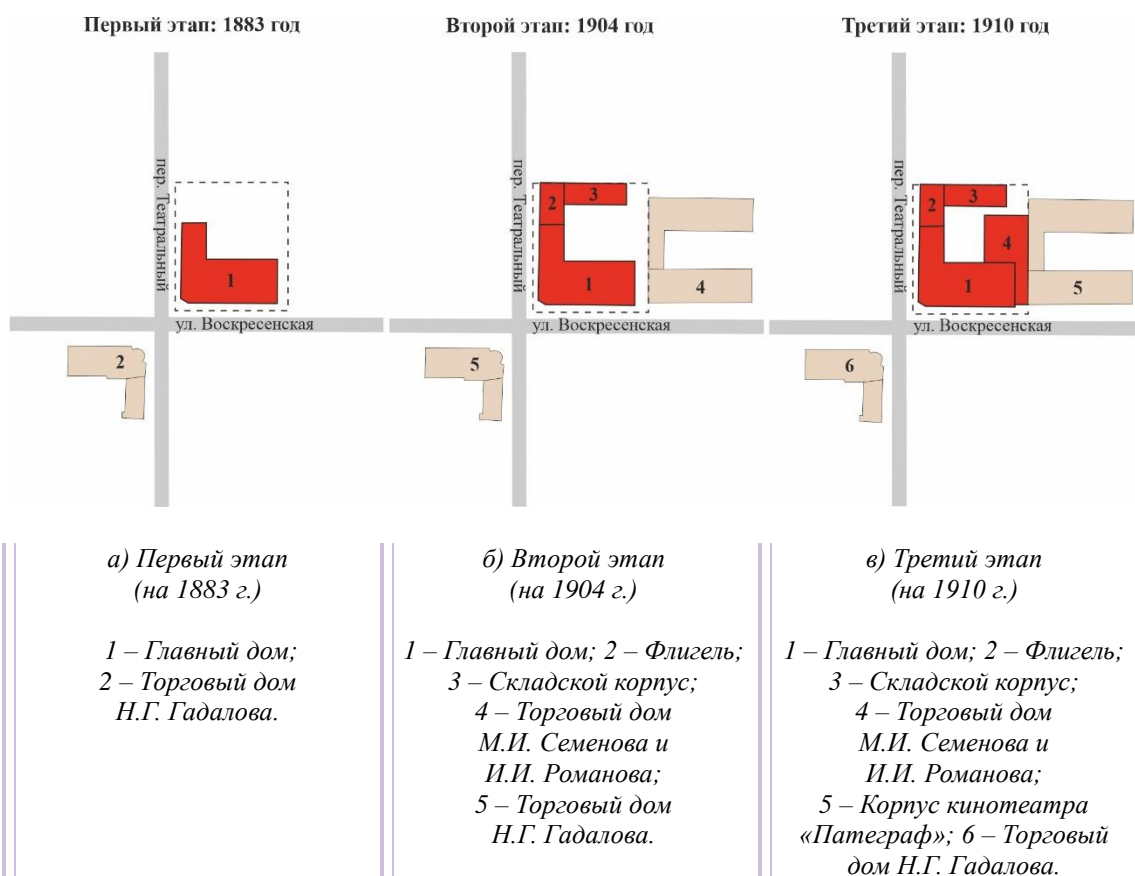 Первый этап: 1883 год
пер. Театральный
1
ул. Воскресенская
2
Второй этап: 1904 год
пер. Театральный
2
3
1
4
ул. Воскресенская
5
Третий этап: 1910 год
пер. Театральный
2
3
4
1
5
ул. Воскресенская
6
а) Первый этап
(на 1883 г.)
1 – Главный дом;
2 – Торговый дом
Н.Г. Гадалова.
б) Второй этап
(на 1904 г.)
1 – Главный дом; 2 – Флигель;
3 – Складской корпус;
4 – Торговый дом
М.И. Семенова и
И.И. Романова;
5 – Торговый дом
Н.Г. Гадалова.
в) Третий этап
(на 1910 г.)
1 – Главный дом; 2 – Флигель;
3 – Складской корпус;
4 – Торговый дом
М.И. Семенова и
И.И. Романова;
5 – Корпус кинотеатра
«Патеграф»; 6 – Торговый
дом Н.Г. Гадалова.